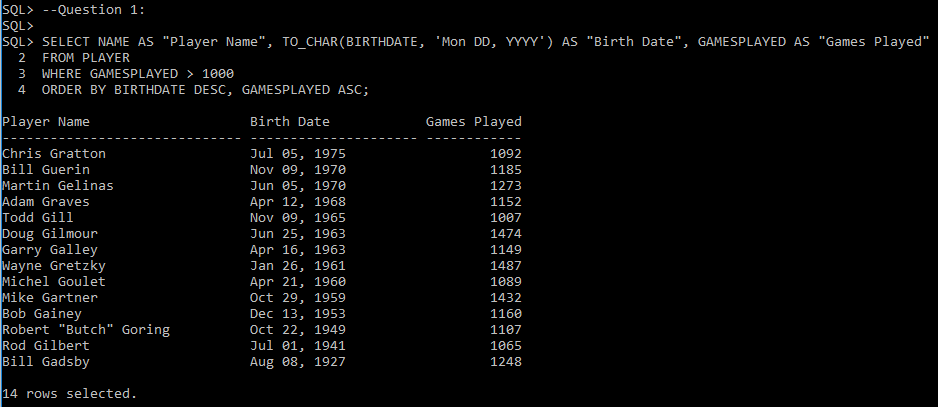 SQL> --Question 1:
SQL>
SQL> SELECT NAME AS "Player Name", TO_CHAR(BIRTHDATE, 'Mon DD, YYYY') AS "Birth Date", GAMESPLAYED AS "Games Played"
  2  FROM PLAYER
  3  WHERE GAMESPLAYED > 1000
  4  ORDER BY BIRTHDATE DESC, GAMESPLAYED ASC;

Player Name                    Birth Date            Games Played
------------------------------ --------------------- ------------
Chris Gratton                  Jul 05, 1975                  1092
Bill Guerin                    Nov 09, 1970                  1185
Martin Gelinas                 Jun 05, 1970                  1273
Adam Graves                    Apr 12, 1968                  1152
Todd Gill                      Nov 09, 1965                  1007
Doug Gilmour                   Jun 25, 1963                  1474
Garry Galley                   Apr 16, 1963                  1149
Wayne Gretzky                  Jan 26, 1961                  1487
Michel Goulet                  Apr 21, 1960                  1089
Mike Gartner                   Oct 29, 1959                  1432
Bob Gainey                     Dec 13, 1953                  1160
Robert "Butch" Goring          Oct 22, 1949                  1107
Rod Gilbert                    Jul 01, 1941                  1065
Bill Gadsby                    Aug 08, 1927                  1248

14 rows selected.